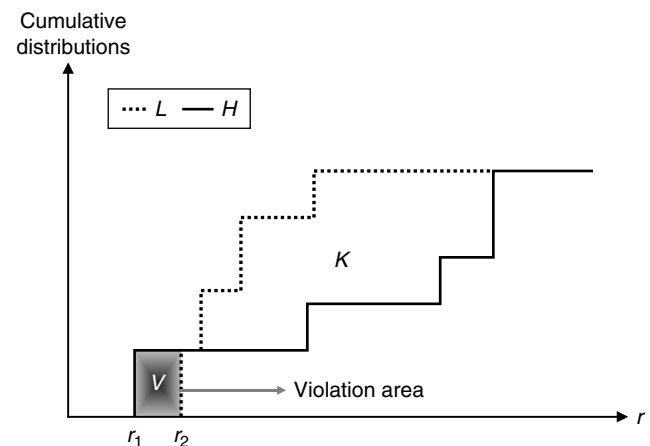 Cumulative
distributions
L H
K
V
Violation area
r
r1 r2